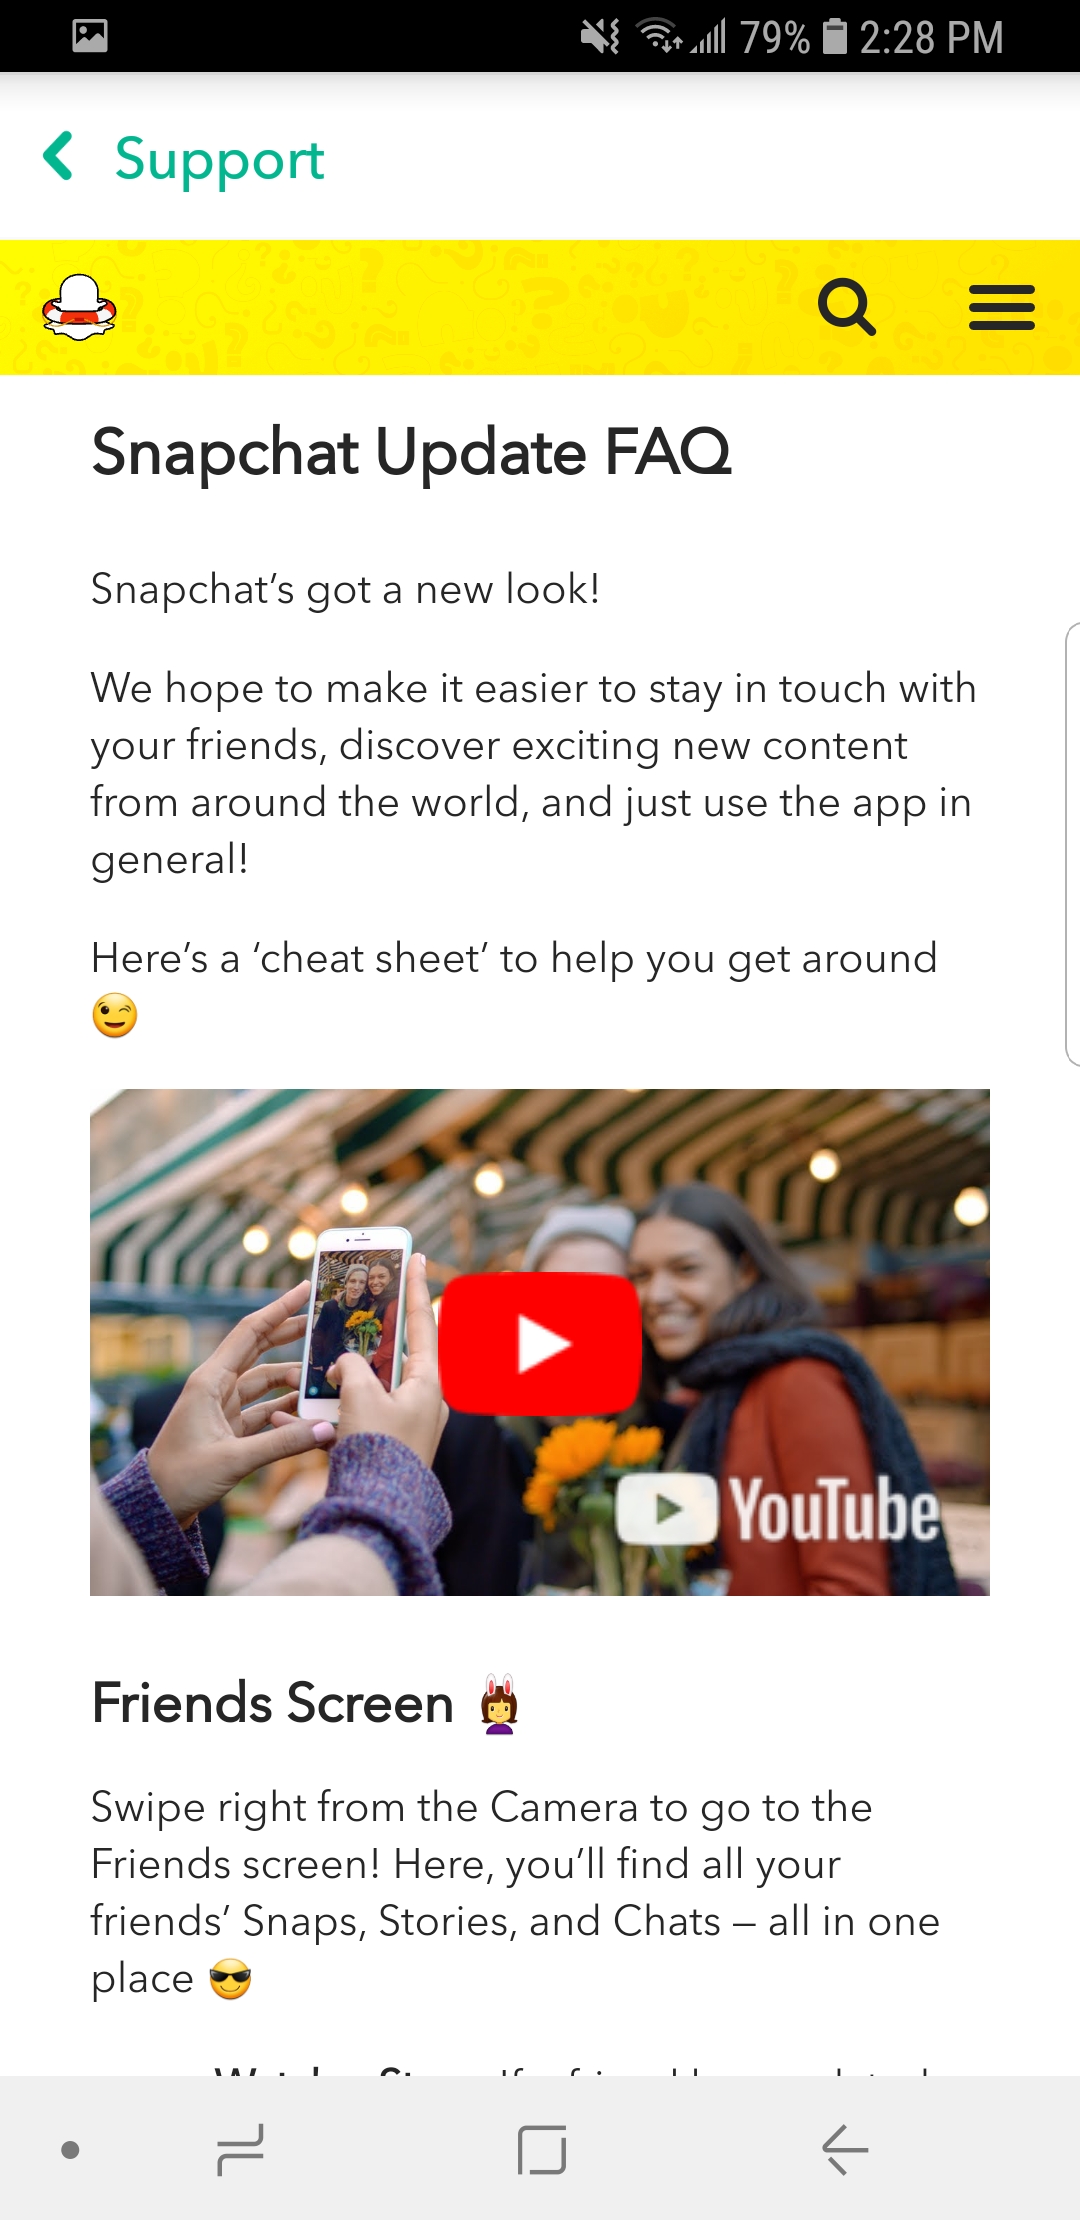 79% 2:28 PM
Support
Snapchat Update FAQ
Snapchat’s got a new look!
We hope to make it easier to stay in touch with
your friends, discover exciting new content
from around the world, and just use the app in
general!
Here’s a ‘cheat sheet’ to help you get around
😉
YouTube
Friends Screen 👯
Swipe right from the Camera to go to the
Friends screen! Here, you’ll find all your
friends’ Snaps, Stories, and Chats – all in one
place 😎